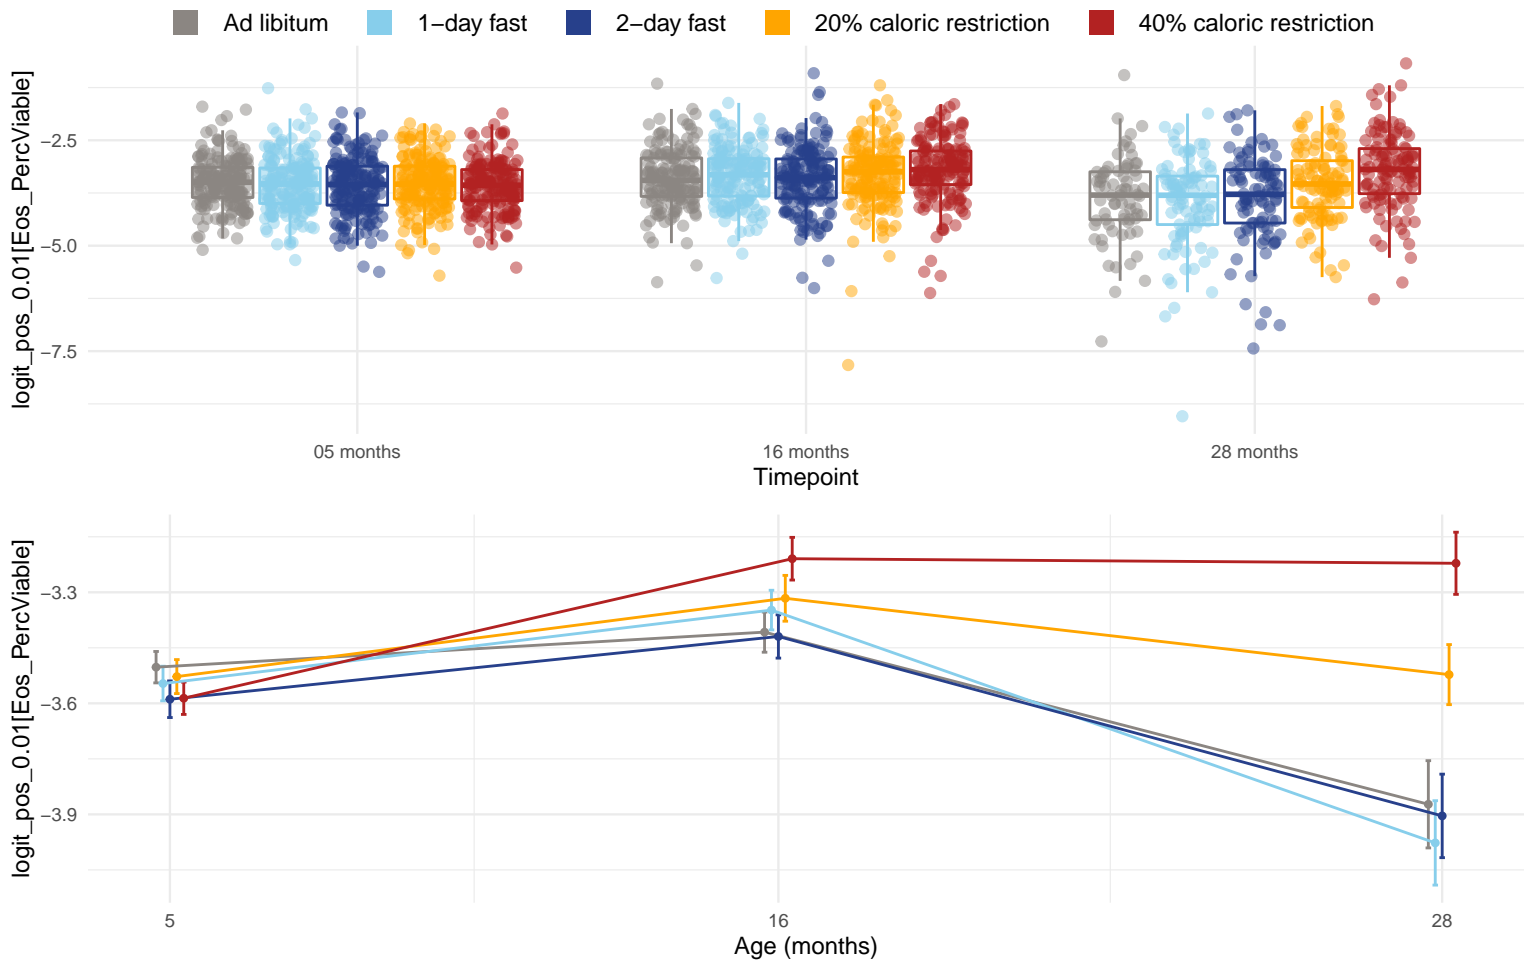 Ad libitum 1−day fast 2−day fast 20% caloric restriction 40% caloric restriction
logit_pos_0.01[Eos_PercViable]
−2.5
−5.0
−7.5
05 months 16 months 28 months
Timepoint
logit_pos_0.01[Eos_PercViable]
−3.3
−3.6
−3.9
5 16 28
Age (months)